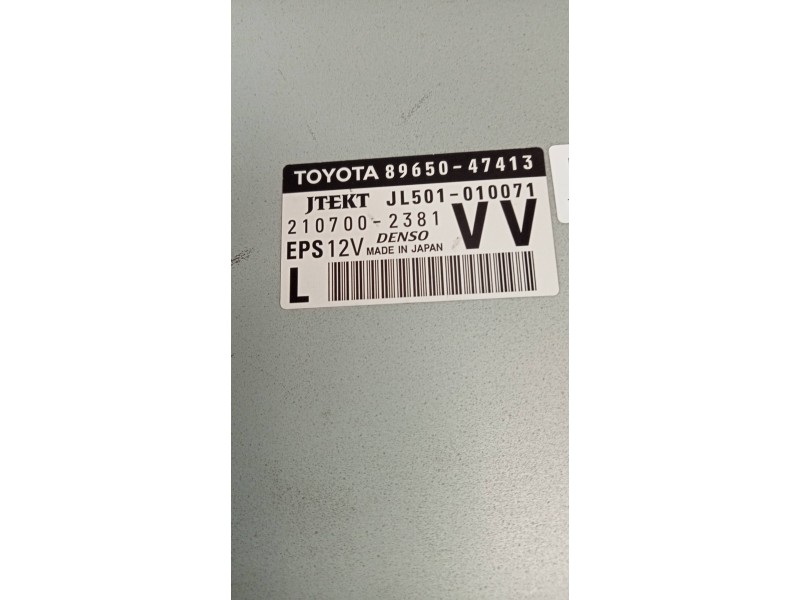 TOYOTA 89650-47413
JTEKT JL501-010071
210700-2381 VV
EPS 12V DENSO MADE IN JAPAN
L